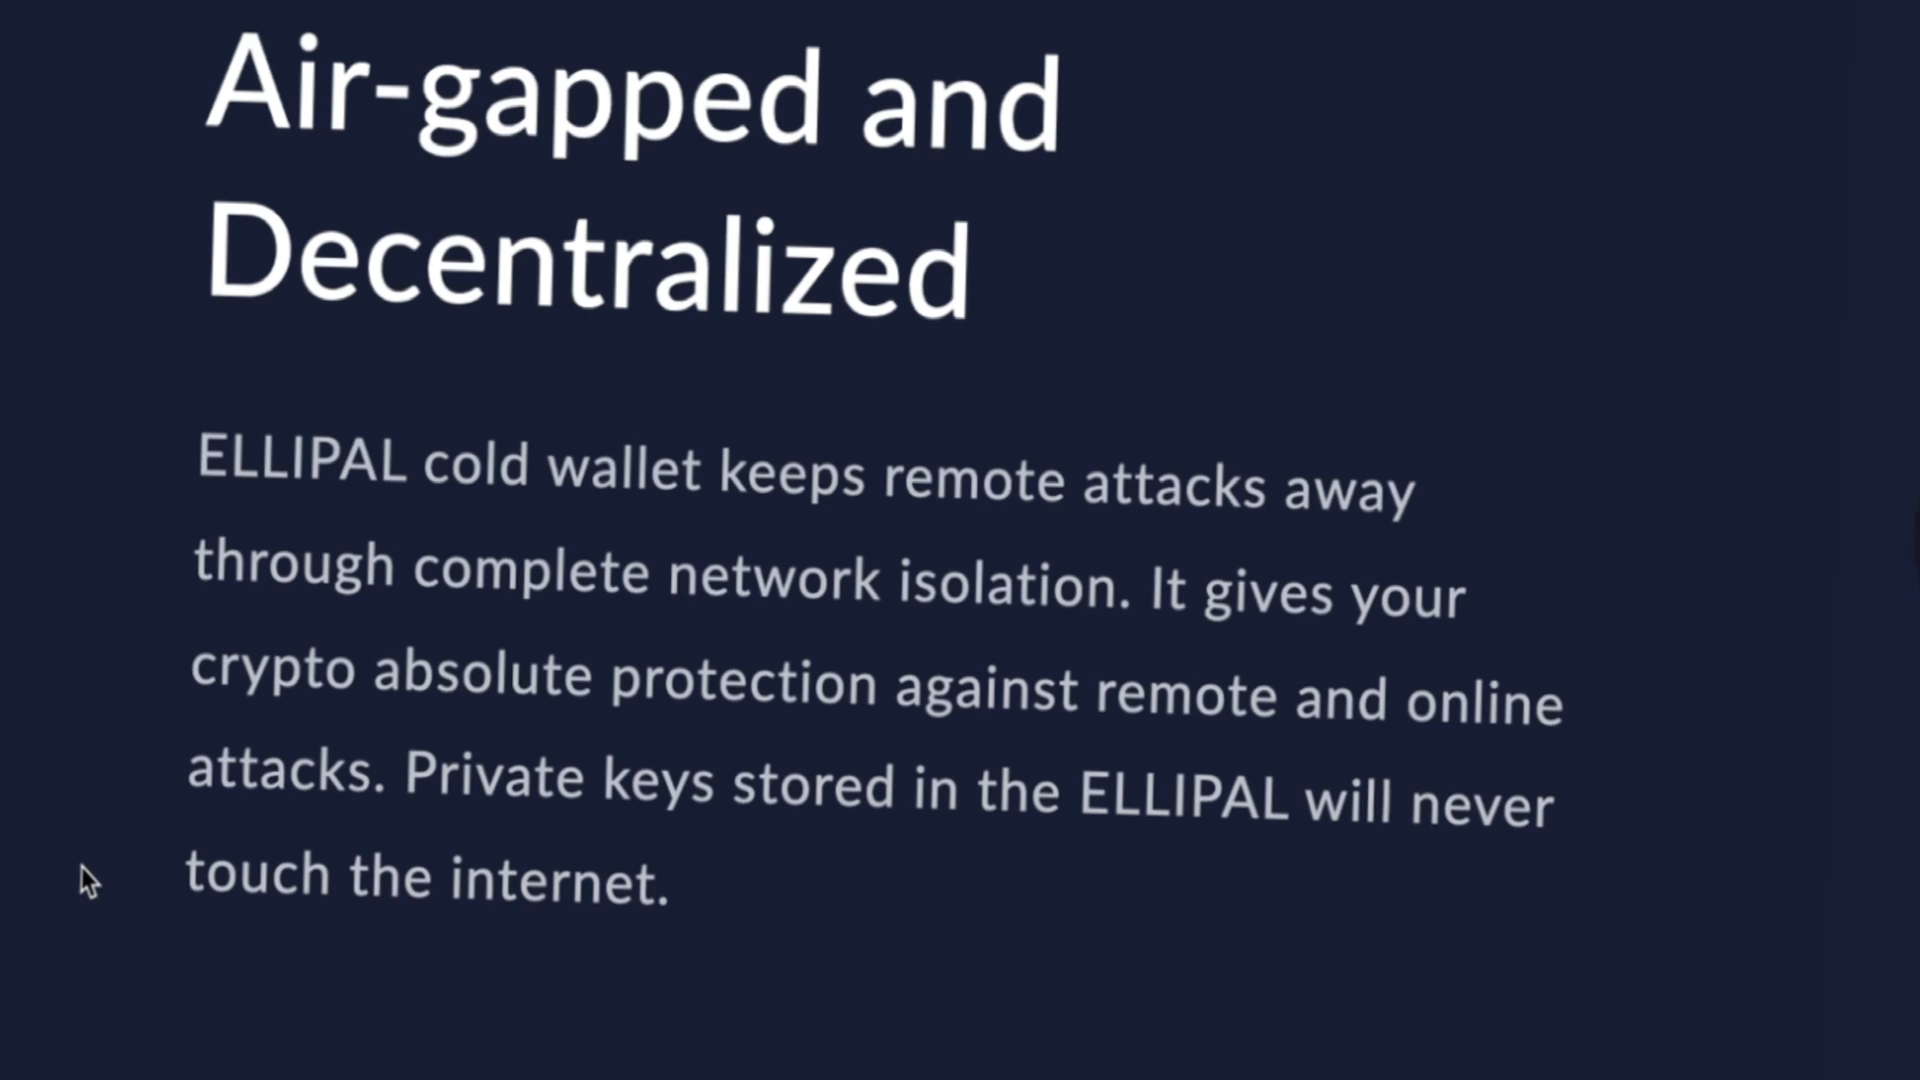 Air-gapped and
Decentralized
ELLIPAL cold wallet keeps remote attacks away
through complete network isolation. It gives your
crypto absolute protection against remote and online
attacks. Private keys stored in the ELLIPAL will never
touch the internet.